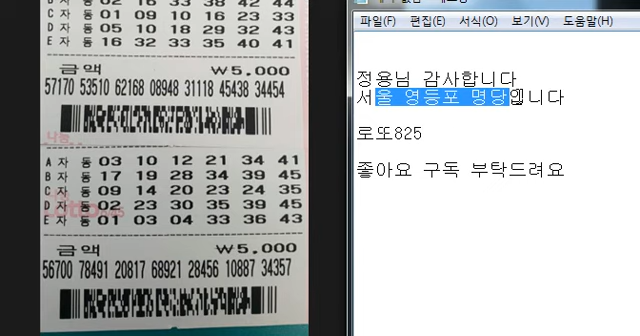 C 자 동 01 09 10 16 23 33
D 자 동 05 10 18 29 30 43
E 자 동 16 32 33 35 40 41
금액 ₩5,000
57170 53510 62168 08948 31118 45438 34454
나눔
A 자 동 03 10 12 21 34 41
B 자 동 17 19 28 34 39 45
C 자 동 09 14 20 23 24 35
D 자 동 02 23 30 35 39 45
E 자 동 01 03 04 33 36 43
금액 ₩5,000
56700 78491 20817 68921 28456 10887 34357
파일(F) 편집(E) 서식(O) 보기(V) 도움말(H)
정용님 감사합니다
서울 영등포 명당입니다
로또825
좋아요 구독 부탁드려요